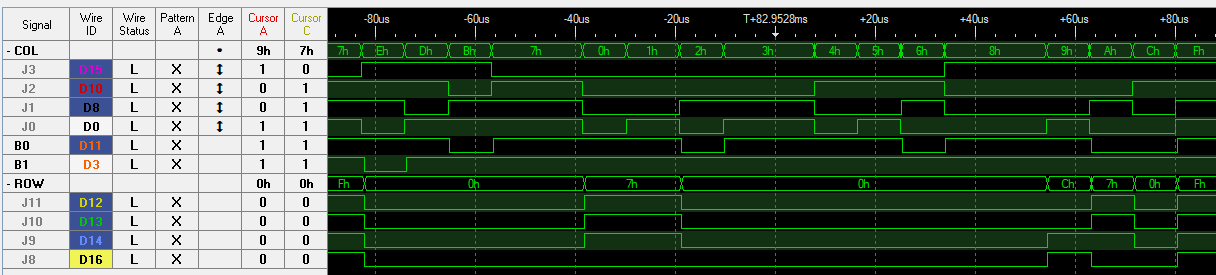 Signal Wire ID Wire Status Pattern A Edge A Cursor A Cursor C -80us -60us -40us -20us T+82.9528ms +20us +40us +60us +80us
- COL • 9h 7h 7h Eh Dh Bh 7h 0h 1h 2h 3h 4h 5h 6h 8h 9h Ah Ch Fh
J3 D15 L X ↕ 1 0
J2 D10 L X ↕ 0 1
J1 D8 L X ↕ 0 1
J0 D0 L X ↕ 1 1
B0 D11 L X 1 1
B1 D3 L X 1 1
- ROW 0h 0h Fh 0h 7h 0h Ch 7h 0h Fh
J11 D12 L X 0 0
J10 D13 L X 0 0
J9 D14 L X 0 0
J8 D16 L X 0 0